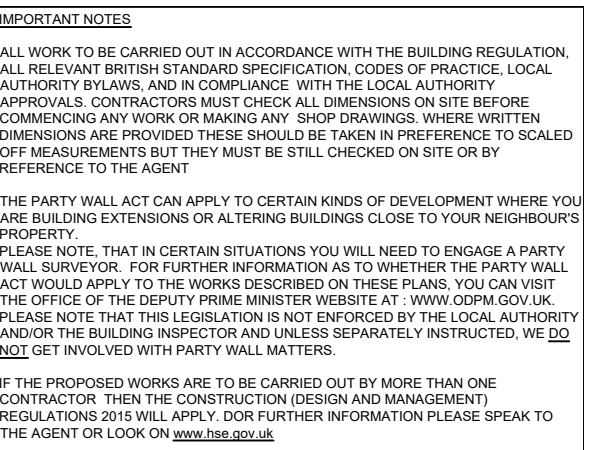 IMPORTANT NOTES
ALL WORK TO BE CARRIED OUT IN ACCORDANCE WITH THE BUILDING REGULATION,
ALL RELEVANT BRITISH STANDARD SPECIFICATION, CODES OF PRACTICE, LOCAL
AUTHORITY BYLAWS, AND IN COMPLIANCE WITH THE LOCAL AUTHORITY
APPROVALS. CONTRACTORS MUST CHECK ALL DIMENSIONS ON SITE BEFORE
COMMENCING ANY WORK OR MAKING ANY SHOP DRAWINGS. WHERE WRITTEN
DIMENSIONS ARE PROVIDED THESE SHOULD BE TAKEN IN PREFERENCE TO SCALED
OFF MEASUREMENTS BUT THEY MUST BE STILL CHECKED ON SITE OR BY
REFERENCE TO THE AGENT
THE PARTY WALL ACT CAN APPLY TO CERTAIN KINDS OF DEVELOPMENT WHERE YOU
ARE BUILDING EXTENSIONS OR ALTERING BUILDINGS CLOSE TO YOUR NEIGHBOUR'S
PROPERTY.
PLEASE NOTE, THAT IN CERTAIN SITUATIONS YOU WILL NEED TO ENGAGE A PARTY
WALL SURVEYOR. FOR FURTHER INFORMATION AS TO WHETHER THE PARTY WALL
ACT WOULD APPLY TO THE WORKS DESCRIBED ON THESE PLANS, YOU CAN VISIT
THE OFFICE OF THE DEPUTY PRIME MINISTER WEBSITE AT : WWW.ODPM.GOV.UK.
PLEASE NOTE THAT THIS LEGISLATION IS NOT ENFORCED BY THE LOCAL AUTHORITY
AND/OR THE BUILDING INSPECTOR AND UNLESS SEPARATELY INSTRUCTED, WE DO
NOT GET INVOLVED WITH PARTY WALL MATTERS.
IF THE PROPOSED WORKS ARE TO BE CARRIED OUT BY MORE THAN ONE
CONTRACTOR THEN THE CONSTRUCTION (DESIGN AND MANAGEMENT)
REGULATIONS 2015 WILL APPLY. DOR FURTHER INFORMATION PLEASE SPEAK TO
THE AGENT OR LOOK ON www.hse.gov.uk